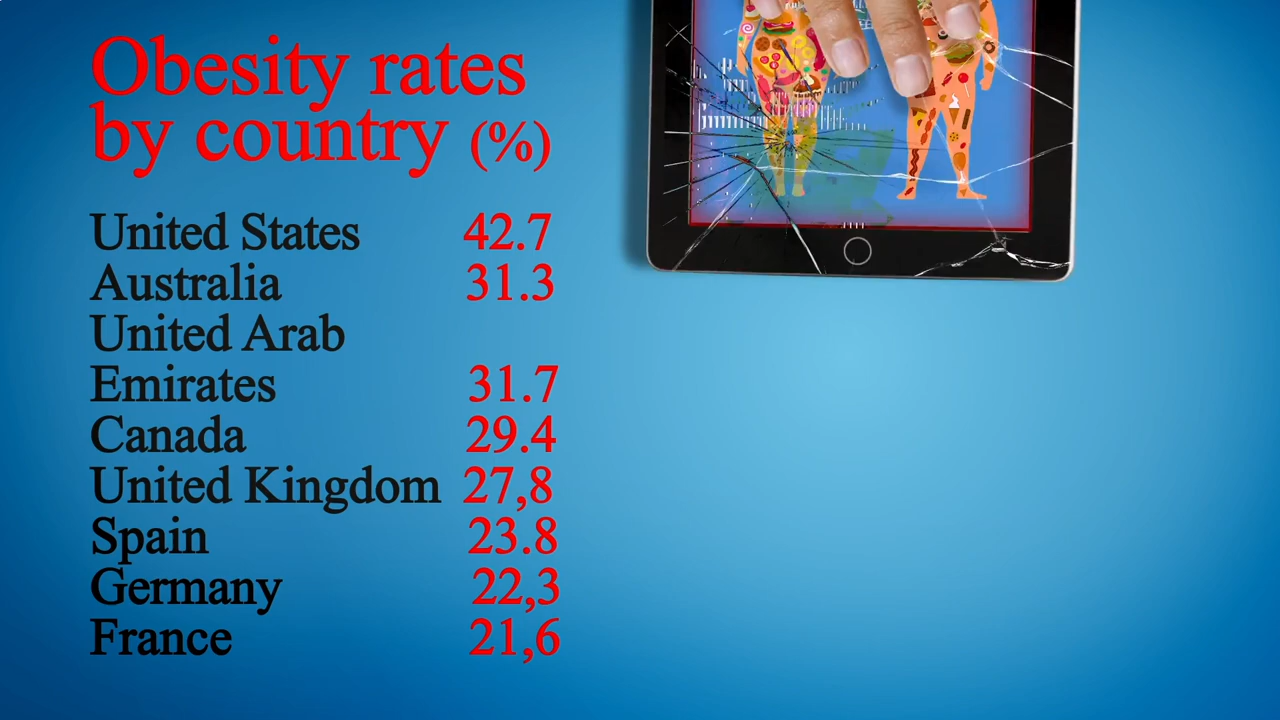 Obesity rates
by country (%)
United States 42.7
Australia 31.3
United Arab
Emirates 31.7
Canada 29.4
United Kingdom 27,8
Spain 23.8
Germany 22,3
France 21,6